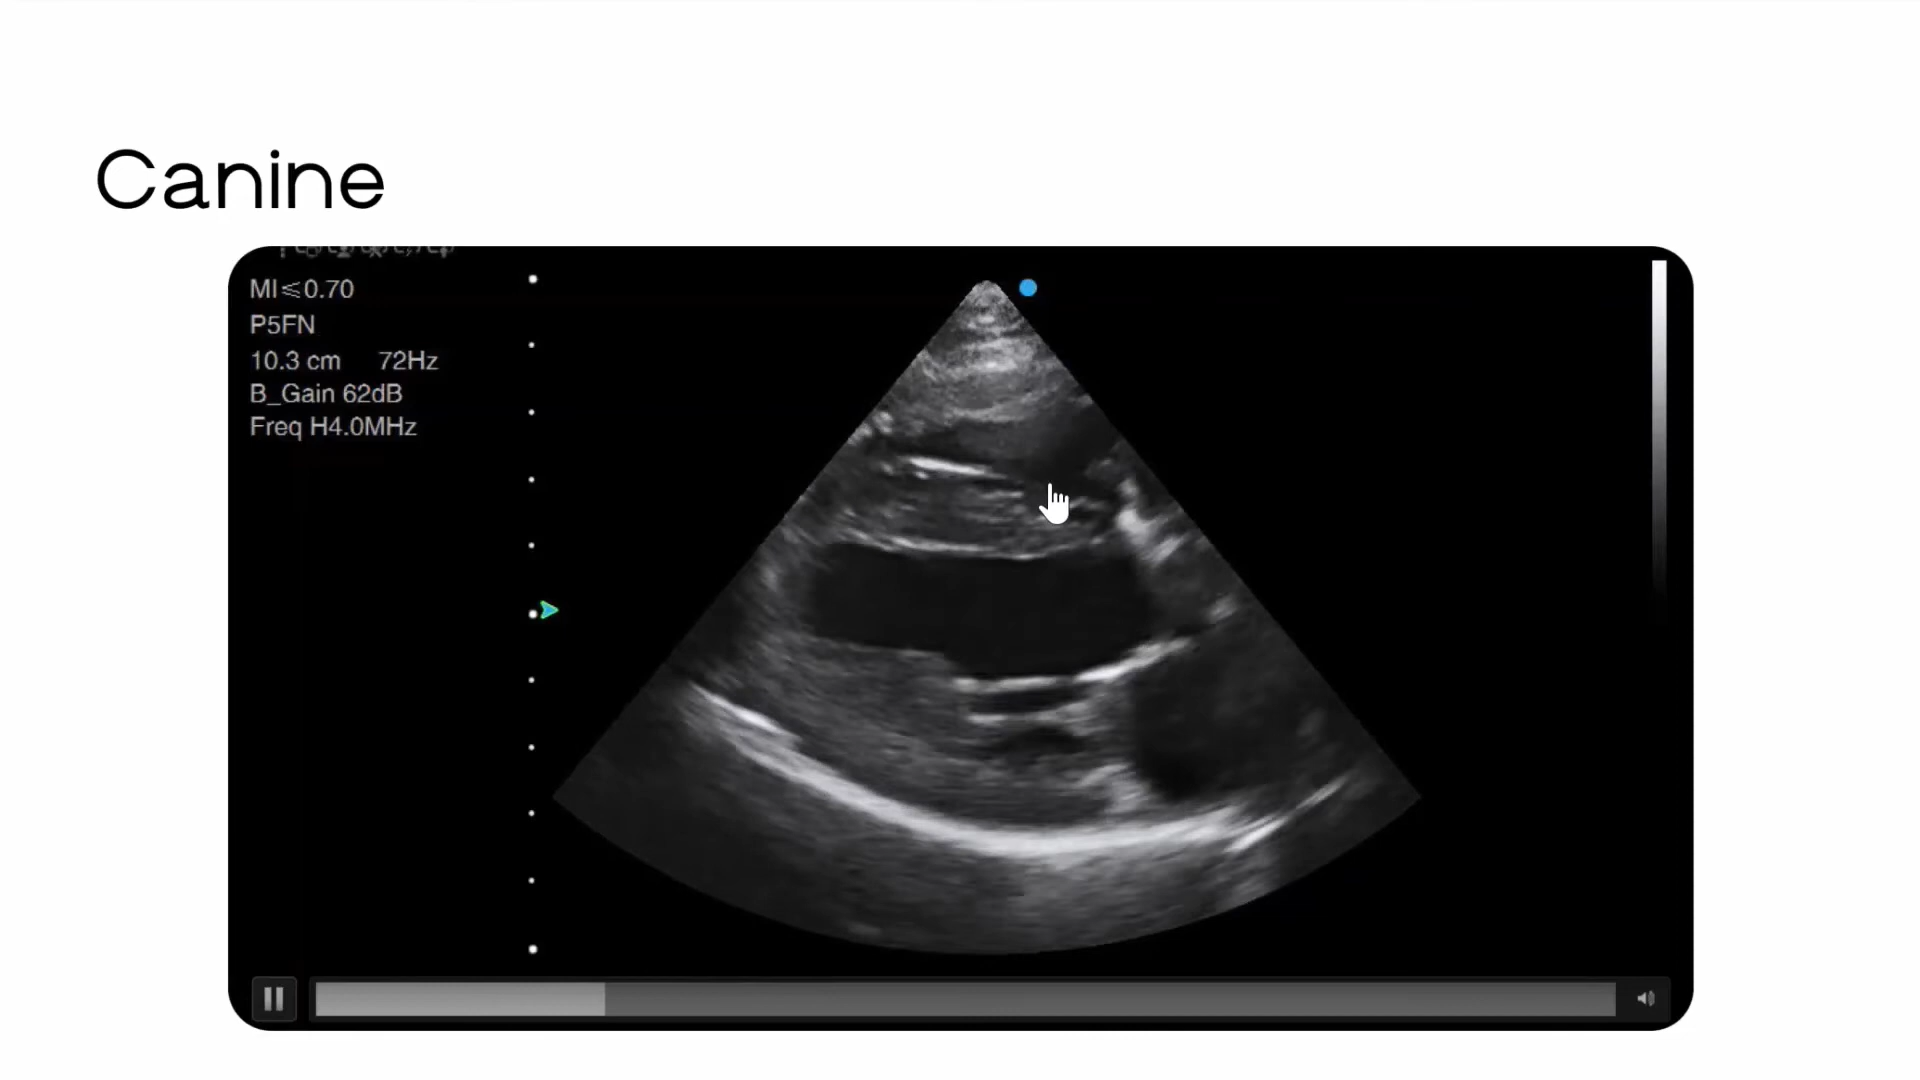 Canine
MI≤0.70
P5FN
10.3 cm 72Hz
B_Gain 62dB
Freq H4.0MHz